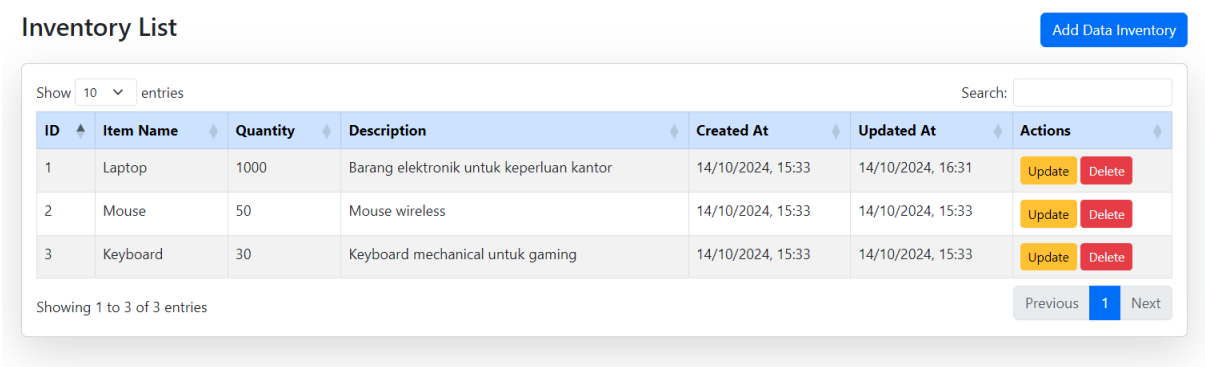 Inventory List
Add Data Inventory
Show 10 entries
Search:
ID Item Name Quantity Description Created At Updated At Actions
1 Laptop 1000 Barang elektronik untuk keperluan kantor 14/10/2024, 15:33 14/10/2024, 16:31 Update Delete
2 Mouse 50 Mouse wireless 14/10/2024, 15:33 14/10/2024, 15:33 Update Delete
3 Keyboard 30 Keyboard mechanical untuk gaming 14/10/2024, 15:33 14/10/2024, 15:33 Update Delete
Showing 1 to 3 of 3 entries
Previous 1 Next